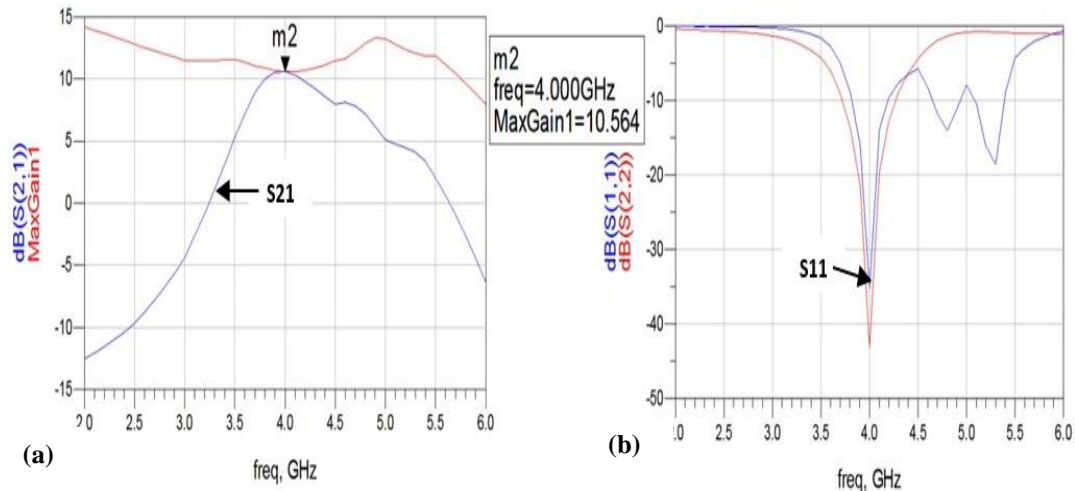 15
10
5
0
-5
-10
-15
dB(S(2,1))
MaxGain1
m2
S21
2.0 2.5 3.0 3.5 4.0 4.5 5.0 5.5 6.0
freq, GHz
(a)
m2
freq=4.000GHz
MaxGain1=10.564
0
-10
-20
-30
-40
-50
dB(S(1,1))
dB(S(2,2))
S11
.0 2.5 3.0 3.5 4.0 4.5 5.0 5.5 6.0
freq, GHz
(b)